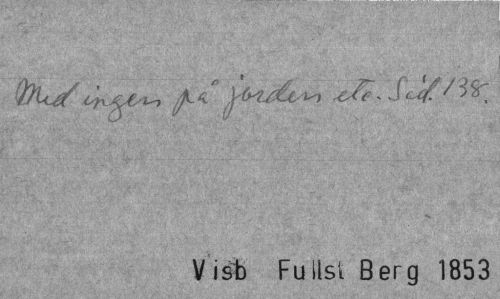 Med ingen på jorden etc. Sid. 138.
Visb Fullst Berg 1853